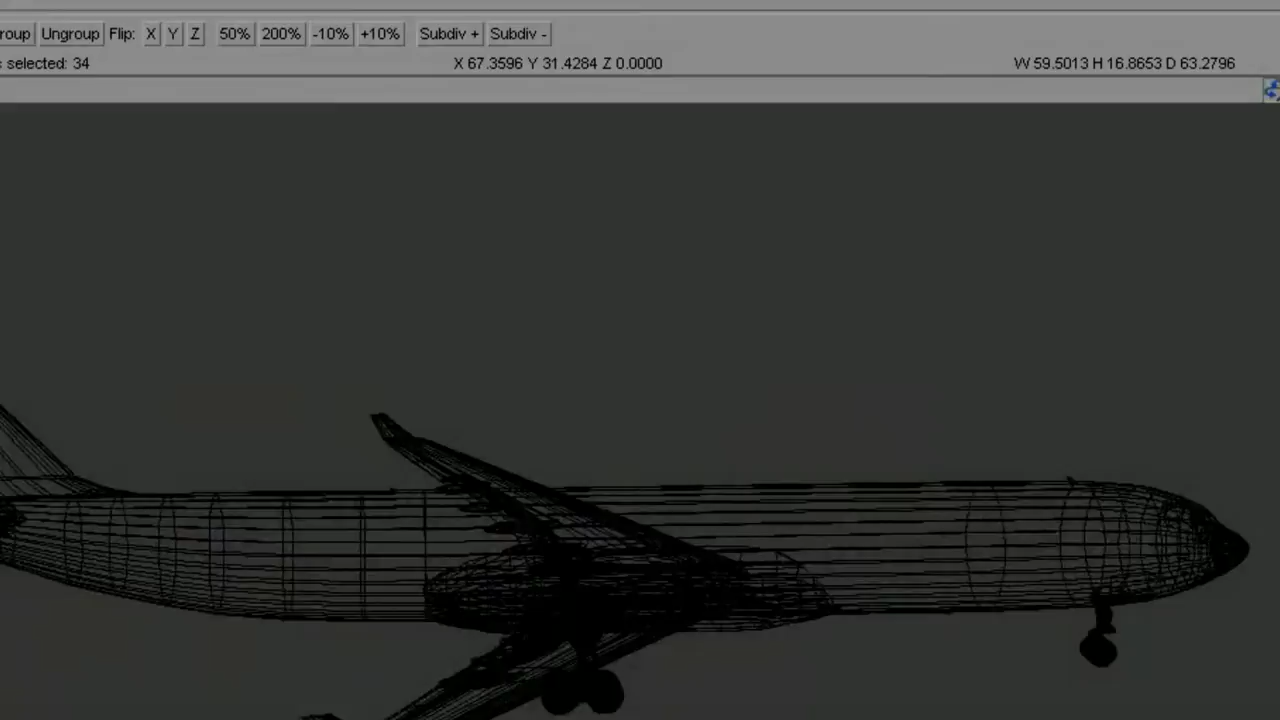 roup Ungroup Flip: X Y Z 50% 200% -10% +10% Subdiv + Subdiv -
selected: 34 X 67.3596 Y 31.4284 Z 0.0000 W 59.5013 H 16.8653 D 63.2796